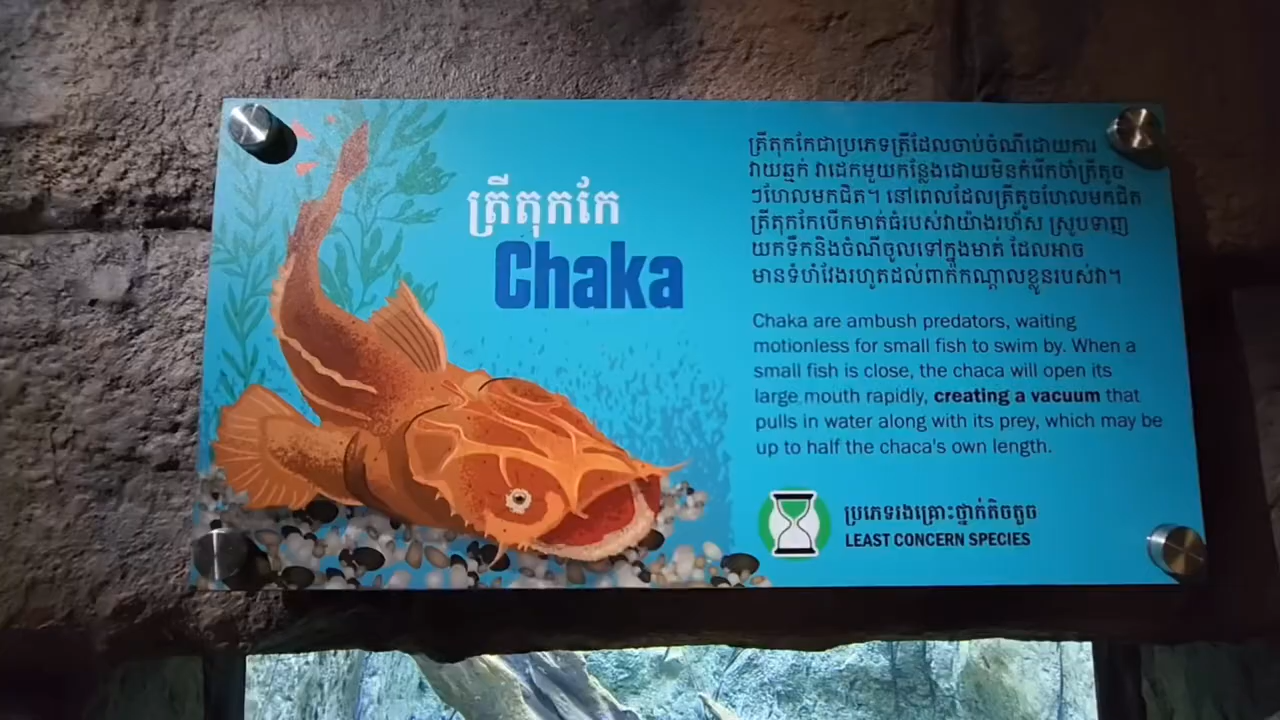 ត្រីតុកកែ
Chaka
ត្រីតុកកែជាប្រភេទត្រីដែលចាប់ចំណីដោយការ
វាយឆ្មក់ វាដេកមួយកន្លែងដោយមិនកំរើកចាំត្រីតូច
ៗហែលមកជិត។ នៅពេលដែលត្រីតូចហែលមកជិត
ត្រីតុកកែបើកមាត់ធំរបស់វាយ៉ាងរហ័ស ស្រូបទាញ
យកទឹកនិងចំណីចូលទៅក្នុងមាត់ ដែលអាច
មានទំហំវែងរហូតដល់ពាក់កណ្តាលខ្លួនរបស់វា។
Chaka are ambush predators, waiting
motionless for small fish to swim by. When a
small fish is close, the chaca will open its
large mouth rapidly, creating a vacuum that
pulls in water along with its prey, which may be
up to half the chaca's own length.
ប្រភេទរងគ្រោះថ្នាក់តិចតួច
LEAST CONCERN SPECIES